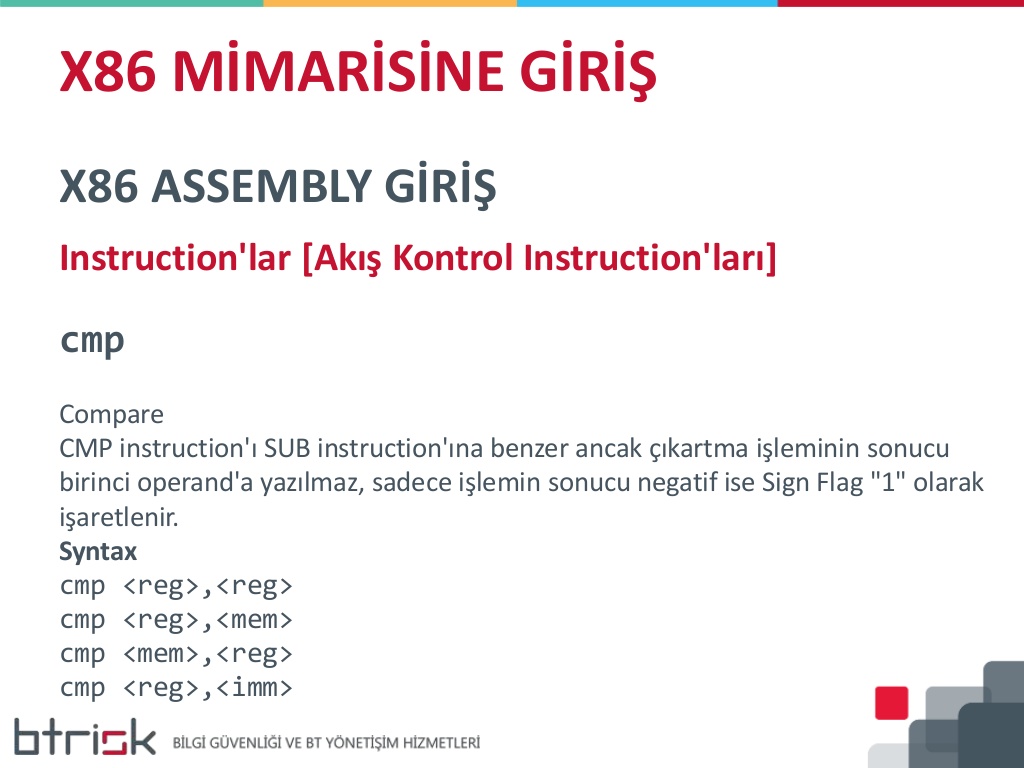 X86 MİMARİSİNE GİRİŞ
X86 ASSEMBLY GİRİŞ
Instruction'lar [Akış Kontrol Instruction'ları]
cmp
Compare
CMP instruction'ı SUB instruction'ına benzer ancak çıkartma işleminin sonucu
birinci operand'a yazılmaz, sadece işlemin sonucu negatif ise Sign Flag "1" olarak
işaretlenir.
Syntax
cmp <reg>,<reg>
cmp <reg>,<mem>
cmp <mem>,<reg>
cmp <reg>,<imm>
btrisk BİLGİ GÜVENLİĞİ VE BT YÖNETİŞİM HİZMETLERİ